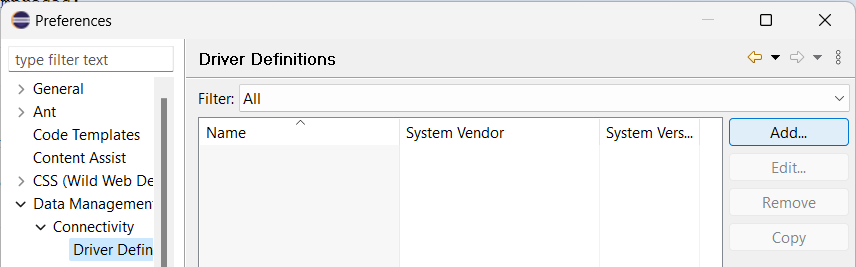 Preferences
type filter text
General
Ant
Code Templates
Content Assist
CSS (Wild Web De
Data Management
Connectivity
Driver Defin
Driver Definitions
Filter: All
Name System Vendor System Vers...
Add...
Edit...
Remove
Copy